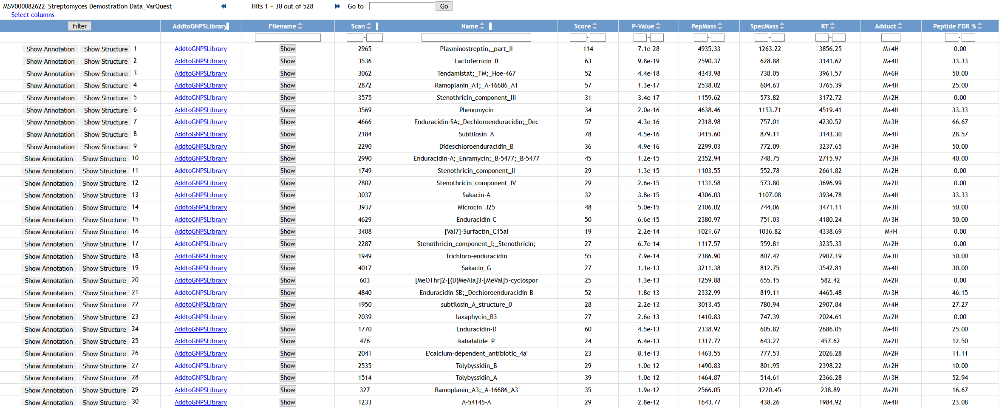 MSV000082622_Streptomyces Demostration Data_VarQuest Hits 1 ~ 30 out of 528 Go to Go
Select columns
Filter AddtoGNPSLibrary Filename Scan Name Score P-Value PepMass SpecMass RT Adduct Peptide FDR %
~ ~ ~ ~ ~ ~ ~
Show Annotation Show Structure 1 AddtoGNPSLibrary Show 2965 Plasminostreptin,_part_II 114 7.1e-28 4935.33 1263.22 3856.25 M+4H 0.00
Show Annotation Show Structure 2 AddtoGNPSLibrary Show 3536 Lactoferricin_B 63 9.8e-19 2590.37 628.88 3141.62 M+4H 33.33
Show Annotation Show Structure 3 AddtoGNPSLibrary Show 3062 Tendamistat;_TM;_Hoe-467 52 4.4e-18 4343.98 738.05 3961.57 M+6H 50.00
Show Annotation Show Structure 4 AddtoGNPSLibrary Show 2872 Ramoplanin_A1;_A-16686_A1 57 1.3e-17 2538.02 604.63 3765.39 M+4H 25.00
Show Annotation Show Structure 5 AddtoGNPSLibrary Show 3575 Stenothricin_component_III 31 3.4e-17 1159.62 573.82 3172.72 M+2H 0.00
Show Annotation Show Structure 6 AddtoGNPSLibrary Show 3569 Phenomycin 34 2.0e-16 4638.46 1153.71 4519.41 M+4H 33.33
Show Annotation Show Structure 7 AddtoGNPSLibrary Show 4666 Enduracidin-SA;_Dechloroenduracidin;_Dec 57 4.3e-16 2318.98 757.01 4230.52 M+3H 66.67
Show Annotation Show Structure 8 AddtoGNPSLibrary Show 2184 Subtilosin_A 78 4.5e-16 3415.60 879.11 3143.30 M+4H 28.57
Show Annotation Show Structure 9 AddtoGNPSLibrary Show 2290 Dideschloroenduracidin_B 36 4.9e-16 2299.03 772.09 3237.65 M+3H 50.00
Show Annotation Show Structure 10 AddtoGNPSLibrary Show 2990 Enduracidin-A;_Enramycin;_B-5477;_B-5477 45 1.2e-15 2352.94 748.75 2715.97 M+3H 40.00
Show Annotation Show Structure 11 AddtoGNPSLibrary Show 1749 Stenothricin_component_II 29 1.3e-15 1103.55 552.78 2661.82 M+2H 0.00
Show Annotation Show Structure 12 AddtoGNPSLibrary Show 2802 Stenothricin_component_IV 29 2.6e-15 1131.58 573.80 3696.99 M+2H 0.00
Show Annotation Show Structure 13 AddtoGNPSLibrary Show 3037 Sakacin-A 32 3.8e-15 4306.03 1107.08 3934.78 M+4H 33.33
Show Annotation Show Structure 14 AddtoGNPSLibrary Show 3937 Microcin_J25 48 5.0e-15 2106.02 744.06 3471.11 M+3H 50.00
Show Annotation Show Structure 15 AddtoGNPSLibrary Show 4629 Enduracidin-C 50 6.6e-15 2380.97 751.03 4180.24 M+3H 50.00
Show Annotation Show Structure 16 AddtoGNPSLibrary Show 3408 [Val7]-Surfactin_C15ai 19 2.2e-14 1021.67 1036.82 4338.69 M+H 0.00
Show Annotation Show Structure 17 AddtoGNPSLibrary Show 2287 Stenothricin_component_I;_Stenothricin; 27 6.7e-14 1117.57 559.81 3235.33 M+2H 0.00
Show Annotation Show Structure 18 AddtoGNPSLibrary Show 1949 Trichloro-enduracidin 55 7.9e-14 2386.90 807.42 2907.19 M+3H 50.00
Show Annotation Show Structure 19 AddtoGNPSLibrary Show 4017 Sakacin_G 27 1.1e-13 3211.38 812.75 3542.81 M+4H 30.00
Show Annotation Show Structure 20 AddtoGNPSLibrary Show 603 [MeOThr]2-[(D)MeAla]3-[MeVal]5-cyclospor 25 1.3e-13 1259.88 655.15 582.42 M+2H 0.00
Show Annotation Show Structure 21 AddtoGNPSLibrary Show 4840 Enduracidin-SB;_Dechloroenduracidin-B 52 1.8e-13 2332.99 819.11 4465.48 M+3H 46.15
Show Annotation Show Structure 22 AddtoGNPSLibrary Show 1950 subtilosin_A_structure_0 28 2.2e-13 3013.45 780.94 2907.84 M+4H 27.27
Show Annotation Show Structure 23 AddtoGNPSLibrary Show 2039 laxaphycin_B3 27 2.6e-13 1410.83 747.39 2024.61 M+2H 0.00
Show Annotation Show Structure 24 AddtoGNPSLibrary Show 1770 Enduracidin-D 60 4.5e-13 2338.92 605.82 2686.05 M+4H 25.00
Show Annotation Show Structure 25 AddtoGNPSLibrary Show 476 kahalalide_P 24 6.4e-13 1317.72 643.27 457.62 M+2H 12.50
Show Annotation Show Structure 26 AddtoGNPSLibrary Show 2041 E'calcium-dependent_antibiotic_4a' 23 8.1e-13 1463.55 777.53 2026.28 M+2H 11.11
Show Annotation Show Structure 27 AddtoGNPSLibrary Show 2535 Tolybyssidin_B 29 1.0e-12 1490.83 801.95 2398.22 M+2H 10.00
Show Annotation Show Structure 28 AddtoGNPSLibrary Show 1514 Tolybyssidin_A 39 1.0e-12 1464.87 514.61 2366.28 M+3H 52.94
Show Annotation Show Structure 29 AddtoGNPSLibrary Show 327 Ramoplanin_A3;_A-16686_A3 35 1.9e-12 2566.05 1220.45 238.89 M+2H 16.67
Show Annotation Show Structure 30 AddtoGNPSLibrary Show 1233 A-54145-A 29 2.8e-12 1643.77 438.26 1984.92 M+4H 23.08